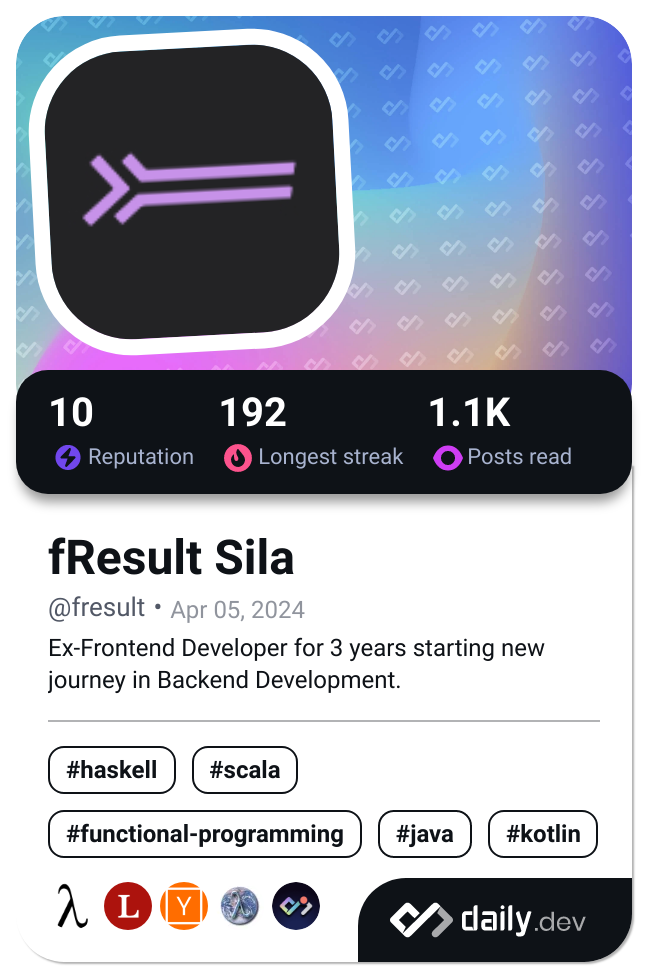 10 192 1.1K
Reputation Longest streak Posts read
fResult Sila
@fresult • Apr 05, 2024
Ex-Frontend Developer for 3 years starting new
journey in Backend Development.
#haskell #scala
#functional-programming #java #kotlin
λ L Y
daily.dev